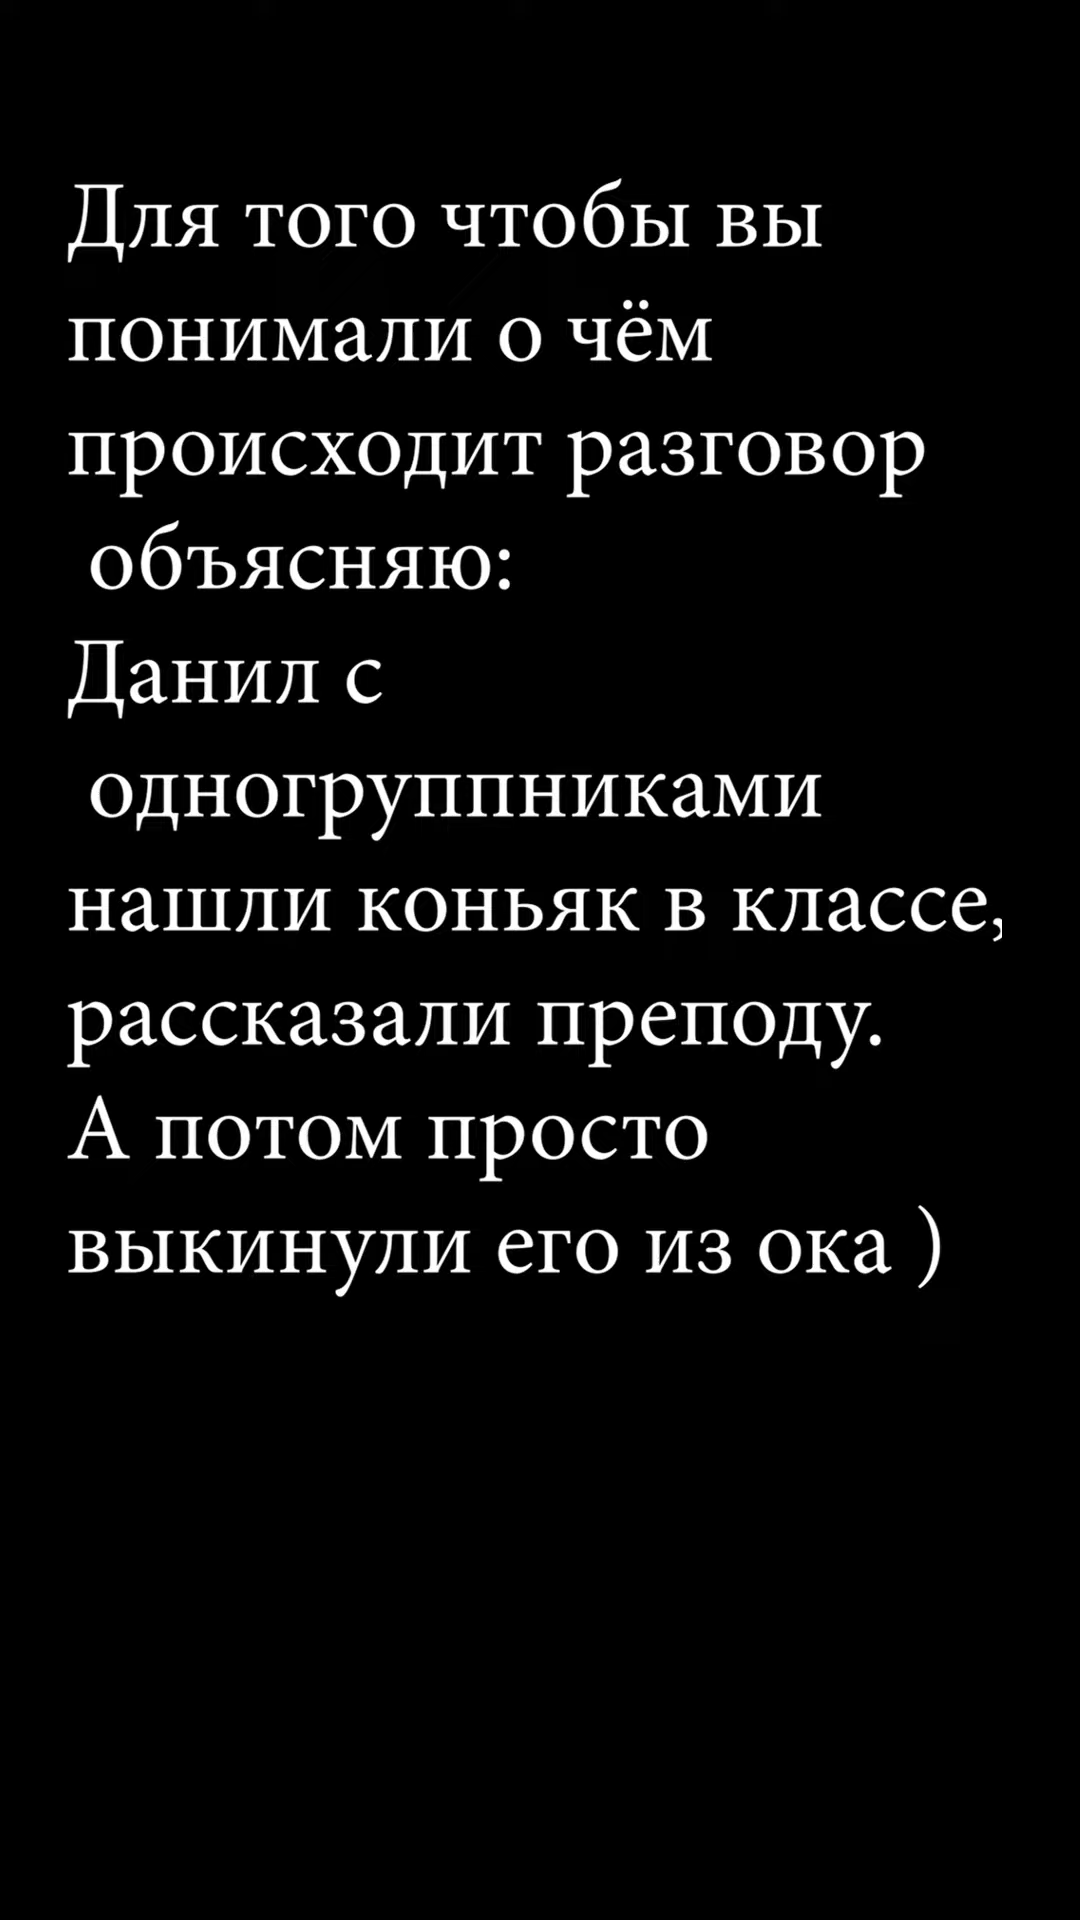 Для того чтобы вы
понимали о чём
происходит разговор
объясняю:
Данил с
одногруппниками
нашли коньяк в классе,
рассказали преподу.
А потом просто
выкинули его из ока )